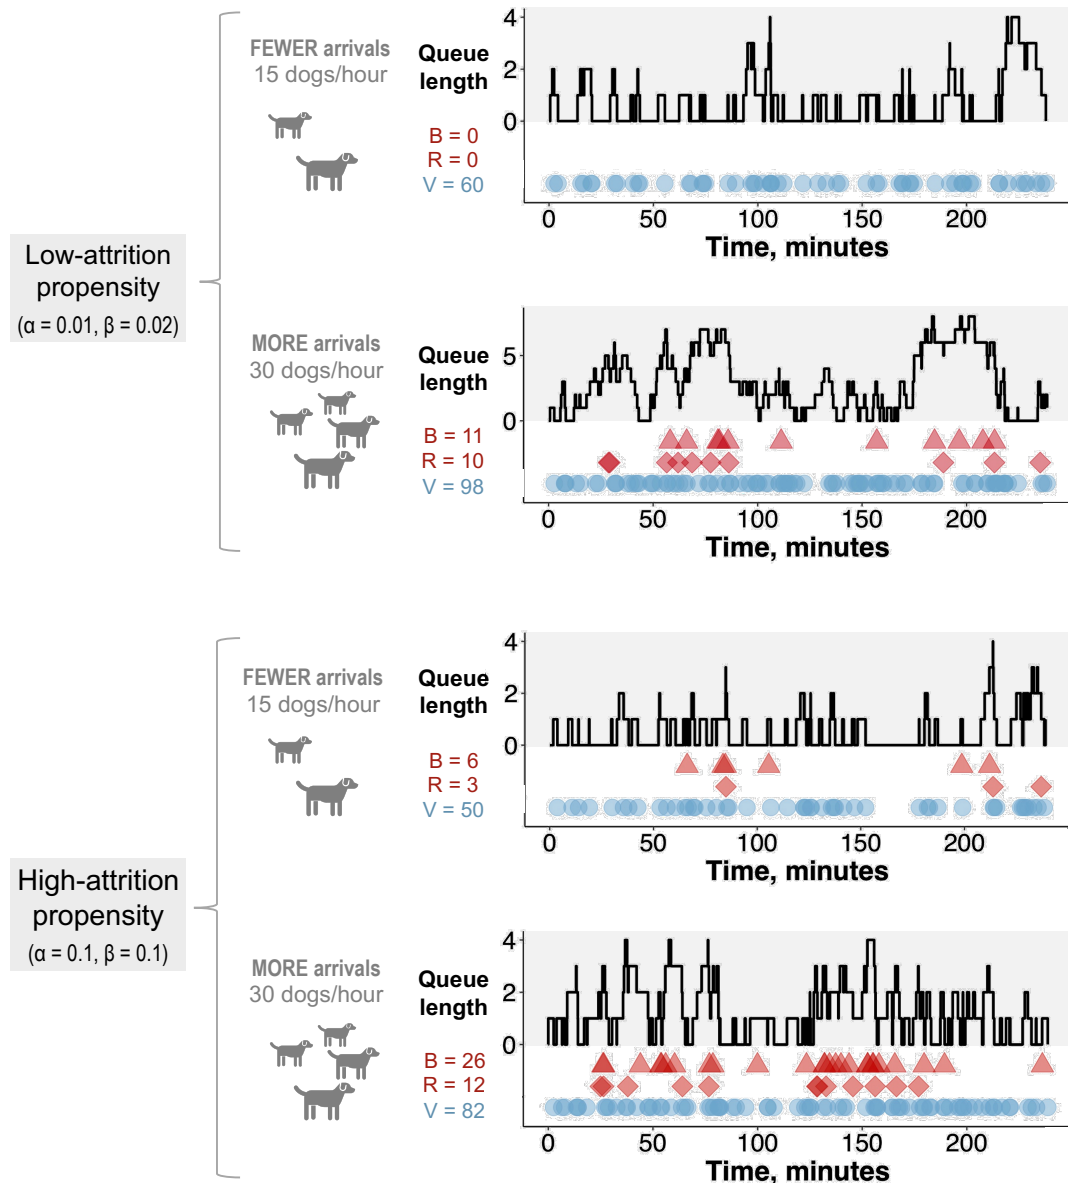 FEWER arrivals
15 dogs/hour
Queue
length
B = 0
R = 0
V = 60
4
2
0
0 50 100 150 200
Time, minutes
Low-attrition
propensity
(α = 0.01, β = 0.02)
MORE arrivals
30 dogs/hour
Queue
length
B = 11
R = 10
V = 98
5
0
0 50 100 150 200
Time, minutes
FEWER arrivals
15 dogs/hour
Queue
length
B = 6
R = 3
V = 50
4
2
0
0 50 100 150 200
Time, minutes
High-attrition
propensity
(α = 0.1, β = 0.1)
MORE arrivals
30 dogs/hour
Queue
length
B = 26
R = 12
V = 82
4
2
0
0 50 100 150 200
Time, minutes